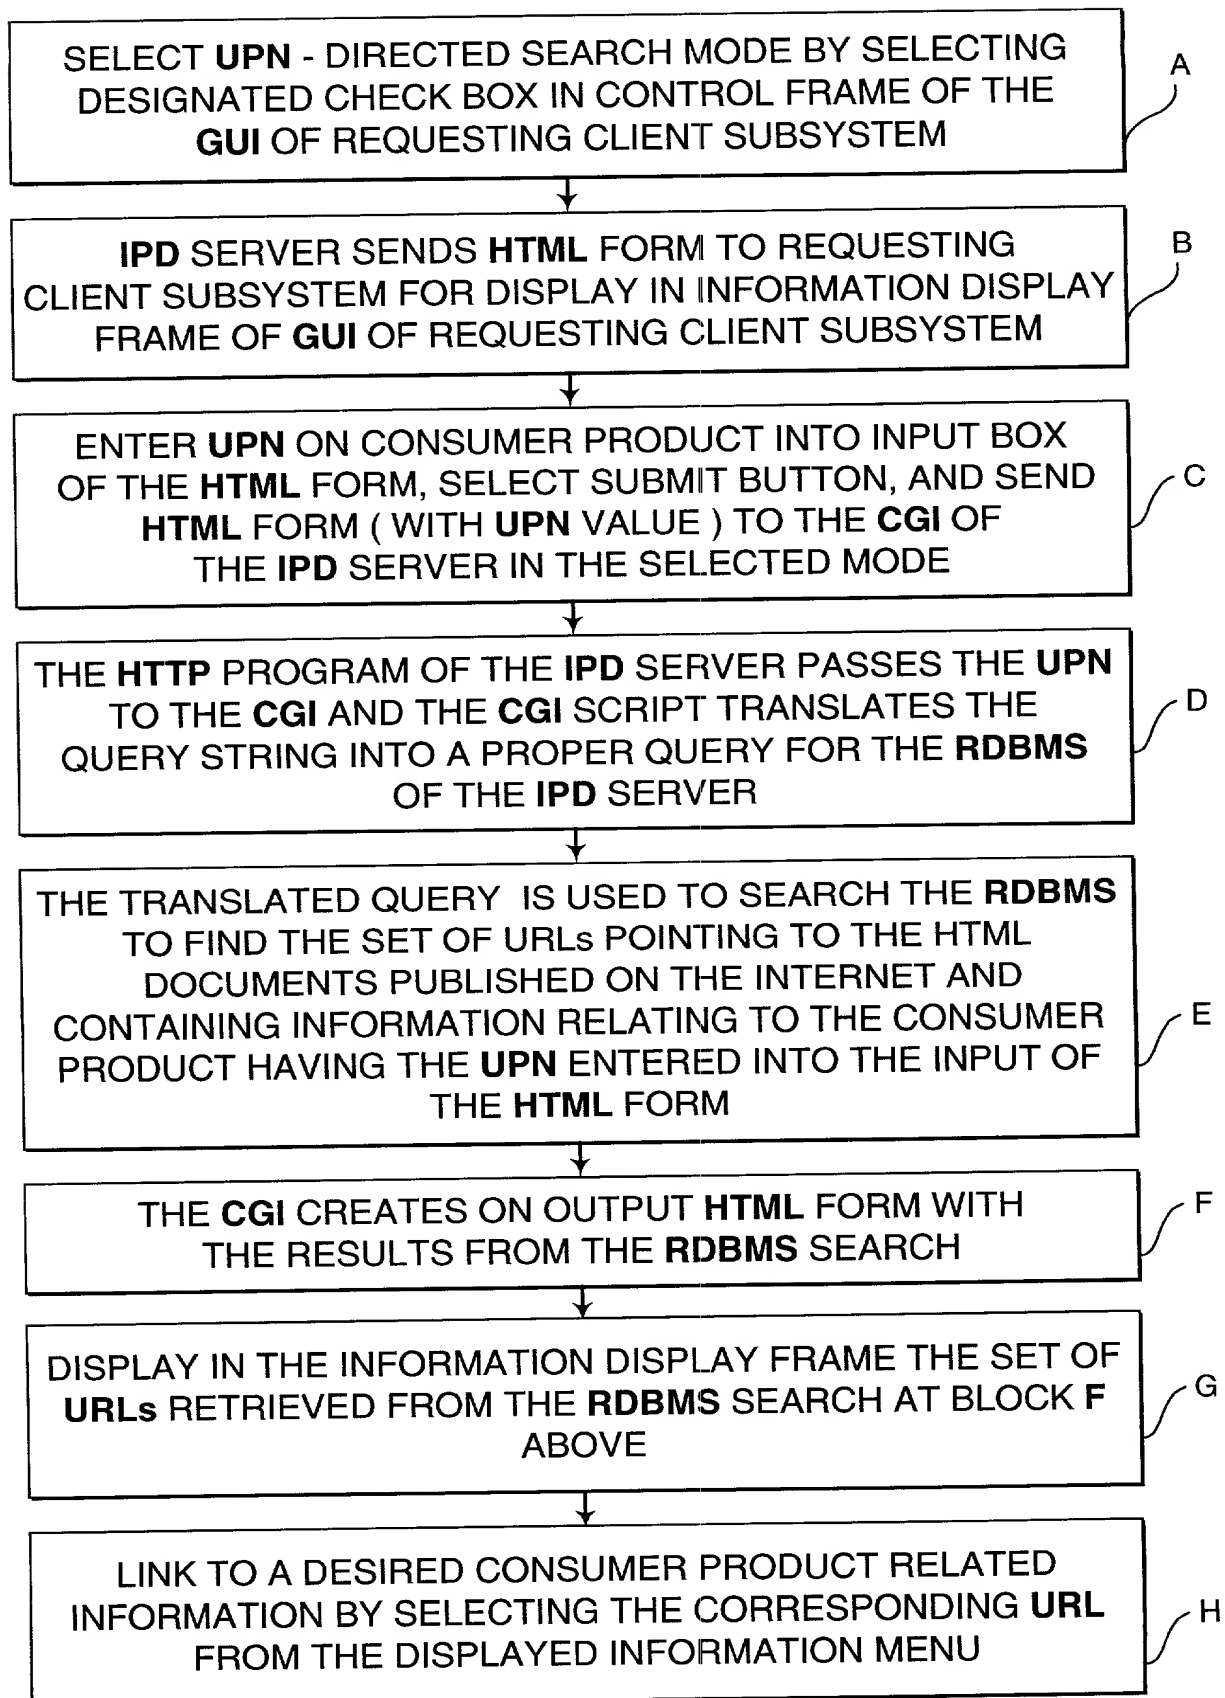 SELECT UPN - DIRECTED SEARCH MODE BY SELECTING
DESIGNATED CHECK BOX IN CONTROL FRAME OF THE
GUI OF REQUESTING CLIENT SUBSYSTEM
A
IPD SERVER SENDS HTML FORM TO REQUESTING
CLIENT SUBSYSTEM FOR DISPLAY IN INFORMATION DISPLAY
FRAME OF GUI OF REQUESTING CLIENT SUBSYSTEM
B
ENTER UPN ON CONSUMER PRODUCT INTO INPUT BOX
OF THE HTML FORM, SELECT SUBMIT BUTTON, AND SEND
HTML FORM ( WITH UPN VALUE ) TO THE CGI OF
THE IPD SERVER IN THE SELECTED MODE
C
THE HTTP PROGRAM OF THE IPD SERVER PASSES THE UPN
TO THE CGI AND THE CGI SCRIPT TRANSLATES THE
QUERY STRING INTO A PROPER QUERY FOR THE RDBMS
OF THE IPD SERVER
D
THE TRANSLATED QUERY IS USED TO SEARCH THE RDBMS
TO FIND THE SET OF URLs POINTING TO THE HTML
DOCUMENTS PUBLISHED ON THE INTERNET AND
CONTAINING INFORMATION RELATING TO THE CONSUMER
PRODUCT HAVING THE UPN ENTERED INTO THE INPUT OF
THE HTML FORM
E
THE CGI CREATES ON OUTPUT HTML FORM WITH
THE RESULTS FROM THE RDBMS SEARCH
F
DISPLAY IN THE INFORMATION DISPLAY FRAME THE SET OF
URLs RETRIEVED FROM THE RDBMS SEARCH AT BLOCK F
ABOVE
G
LINK TO A DESIRED CONSUMER PRODUCT RELATED
INFORMATION BY SELECTING THE CORRESPONDING URL
FROM THE DISPLAYED INFORMATION MENU
H